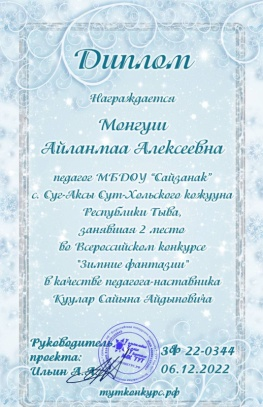 Диплом
Награждается
Монгуш
Айланмаа Алексеевна
педагог МБДОУ "Сайзанак"
с. Суг-Аксы Сут-Хольского кожууна
Республики Тыва,
занявшая 2 место
во Всероссийском конкурсе
"Зимние фантазии"
в качестве педагога-наставника
Куулар Сайына Айдыновича
Руководитель
проекта:
Ильин А.А.
ЗФ 22-0344
06.12.2022
тутконкурс.рф